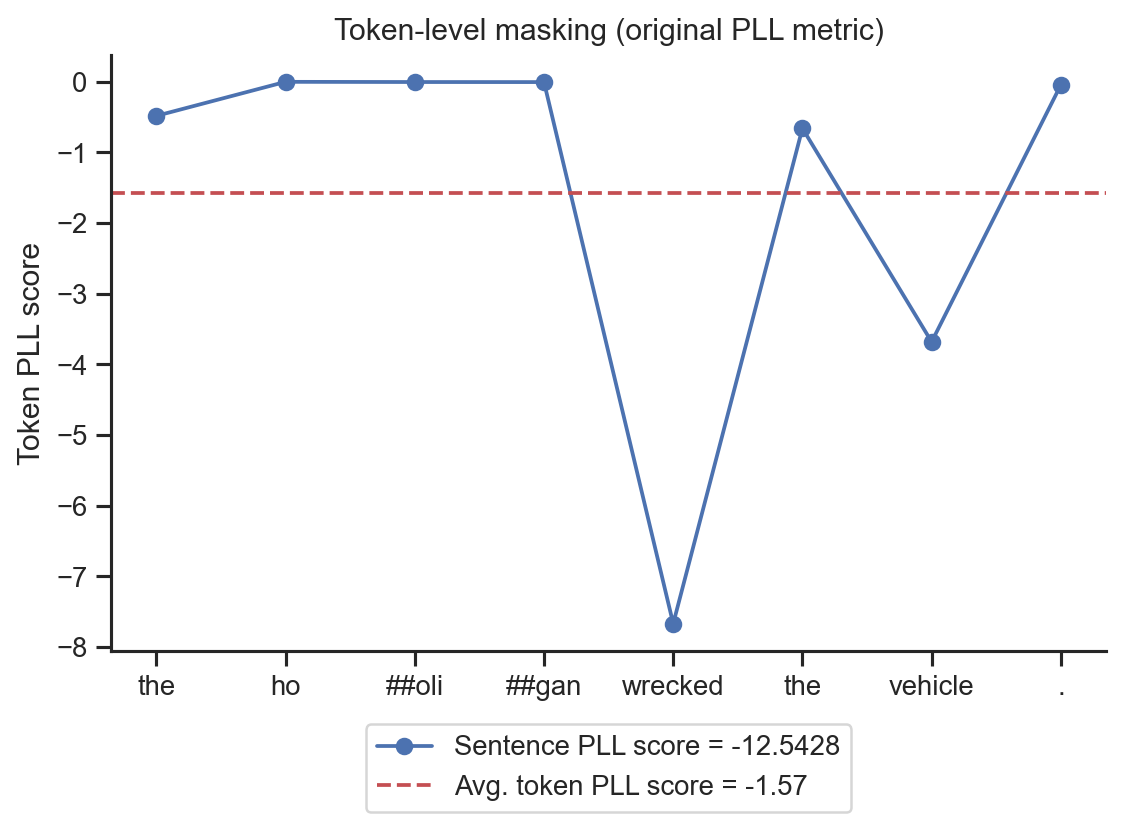 Token-level masking (original PLL metric)
Token PLL score
0
−1
−2
−3
−4
−5
−6
−7
−8
the ho ##oli ##gan wrecked the vehicle .
Sentence PLL score = -12.5428
Avg. token PLL score = -1.57